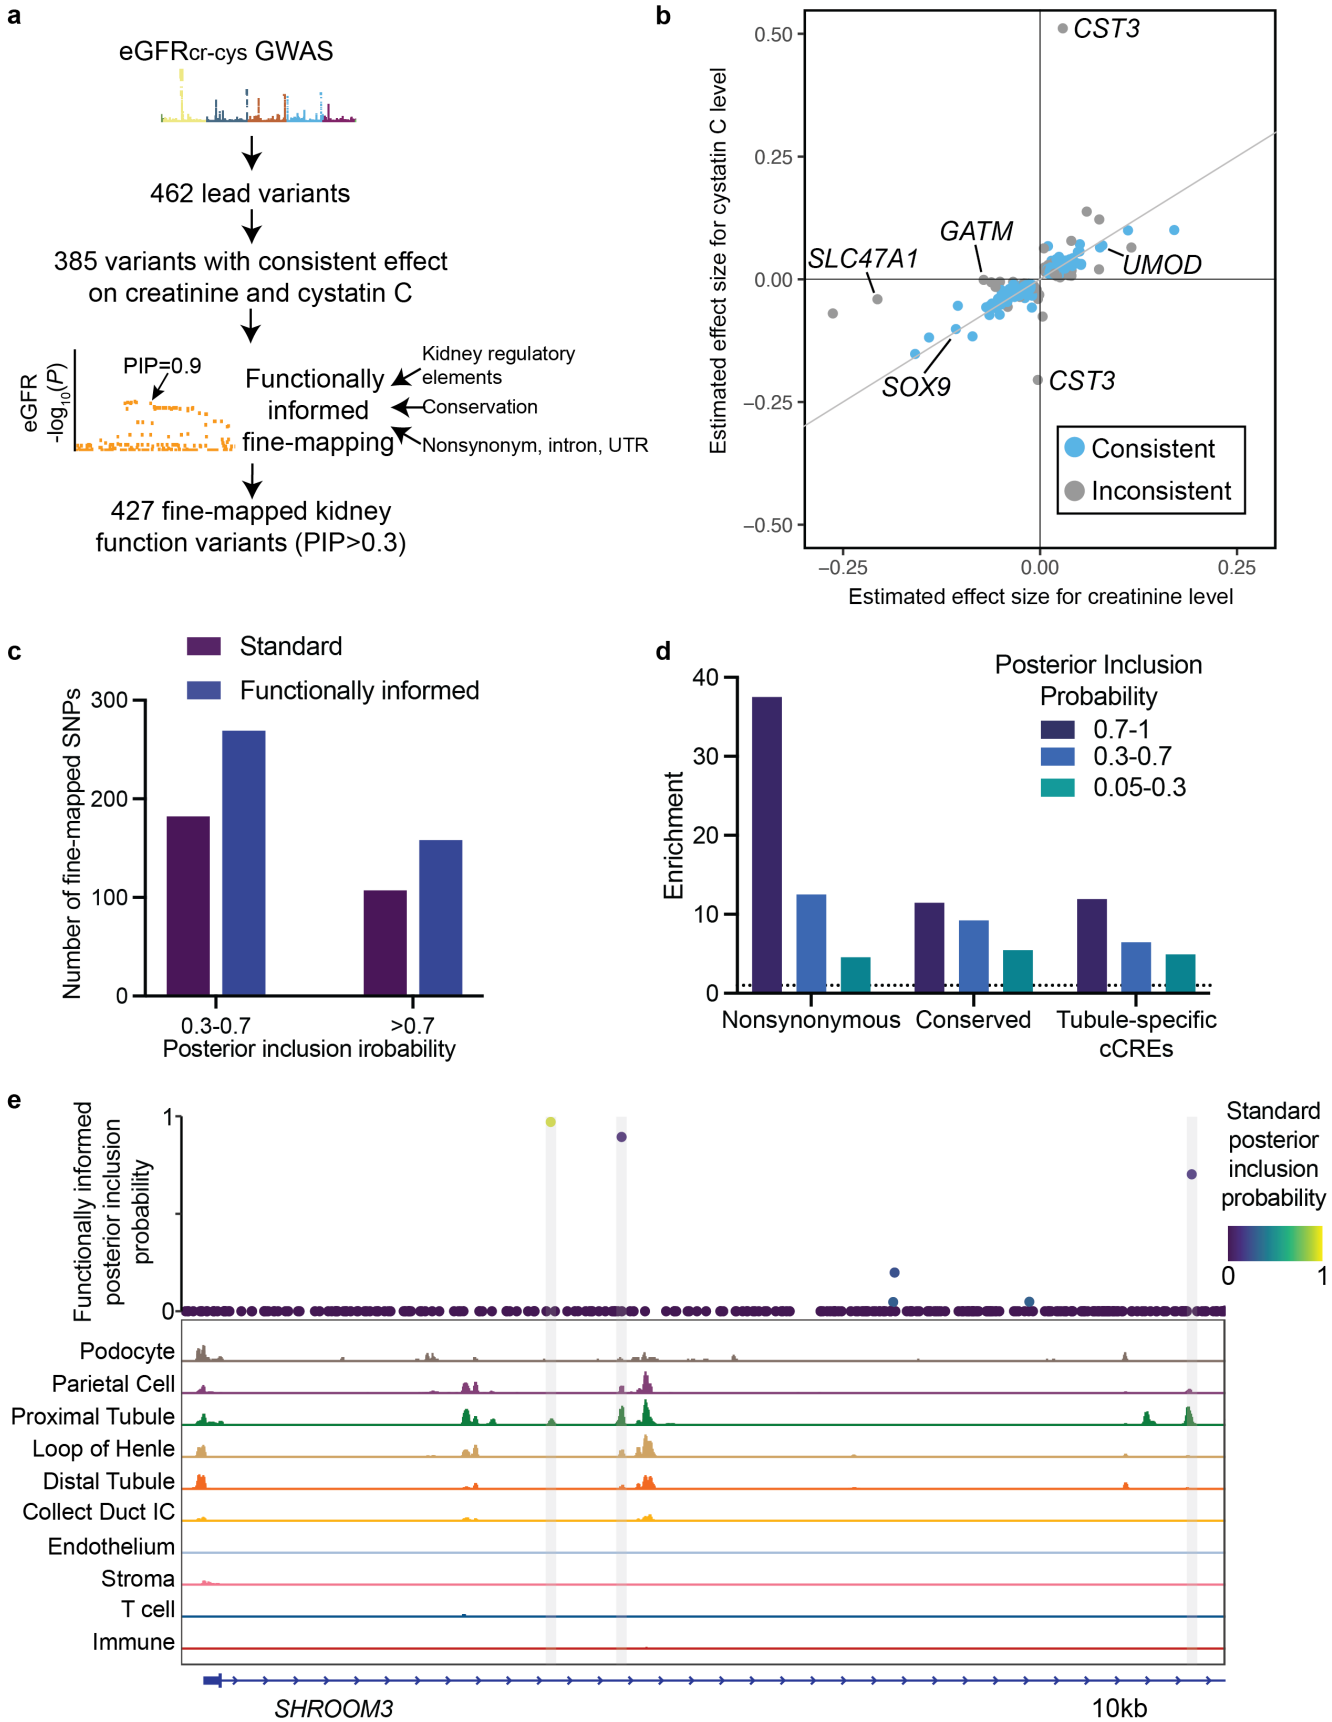 a
eGFRcr-cys GWAS
462 lead variants
385 variants with consistent effect
on creatinine and cystatin C
eGFR
-log10(P)
PIP=0.9
Functionally
informed
fine-mapping
Kidney regulatory
elements
Conservation
Nonsynonym, intron, UTR
427 fine-mapped kidney
function variants (PIP>0.3)
b
Estimated effect size for cystatin C level
0.50
0.25
0.00
−0.25
−0.50
CST3
GATM
SLC47A1
UMOD
SOX9
CST3
Consistent
Inconsistent
−0.25
0.00
0.25
Estimated effect size for creatinine level
c
Standard
Functionally informed
Number of fine-mapped SNPs
300
200
100
0
0.3-0.7
>0.7
Posterior inclusion irobability
d
Posterior Inclusion
Probability
0.7-1
0.3-0.7
0.05-0.3
Enrichment
40
30
20
10
0
Nonsynonymous
Conserved
Tubule-specific
cCREs
e
Functionally informed
posterior inclusion
probability
1
0
Standard
posterior
inclusion
probability
0
1
Podocyte
Parietal Cell
Proximal Tubule
Loop of Henle
Distal Tubule
Collect Duct IC
Endothelium
Stroma
T cell
Immune
SHROOM3
10kb